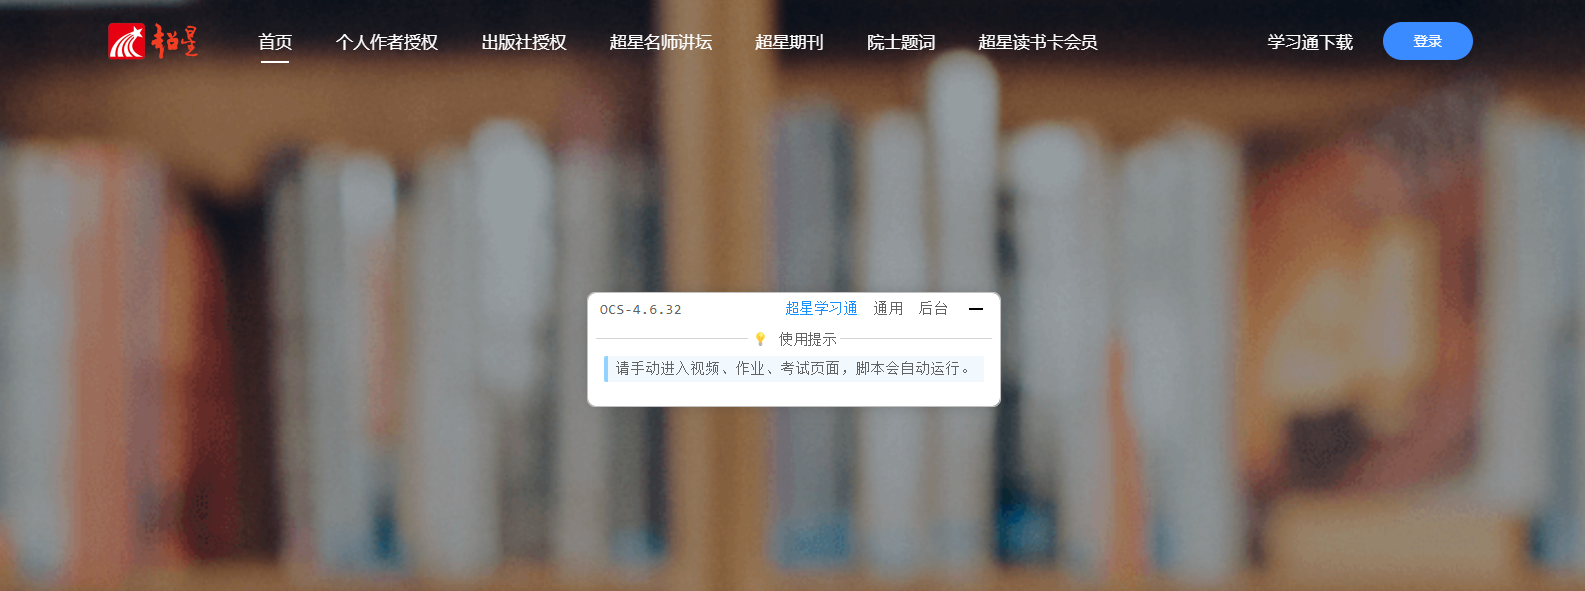 超星
首页 个人作者授权 出版社授权 超星名师讲坛 超星期刊 院士题词 超星读书卡会员 学习通下载 登录
OCS-4.6.32 超星学习通 通用 后台
使用提示
请手动进入视频、作业、考试页面，脚本会自动运行。